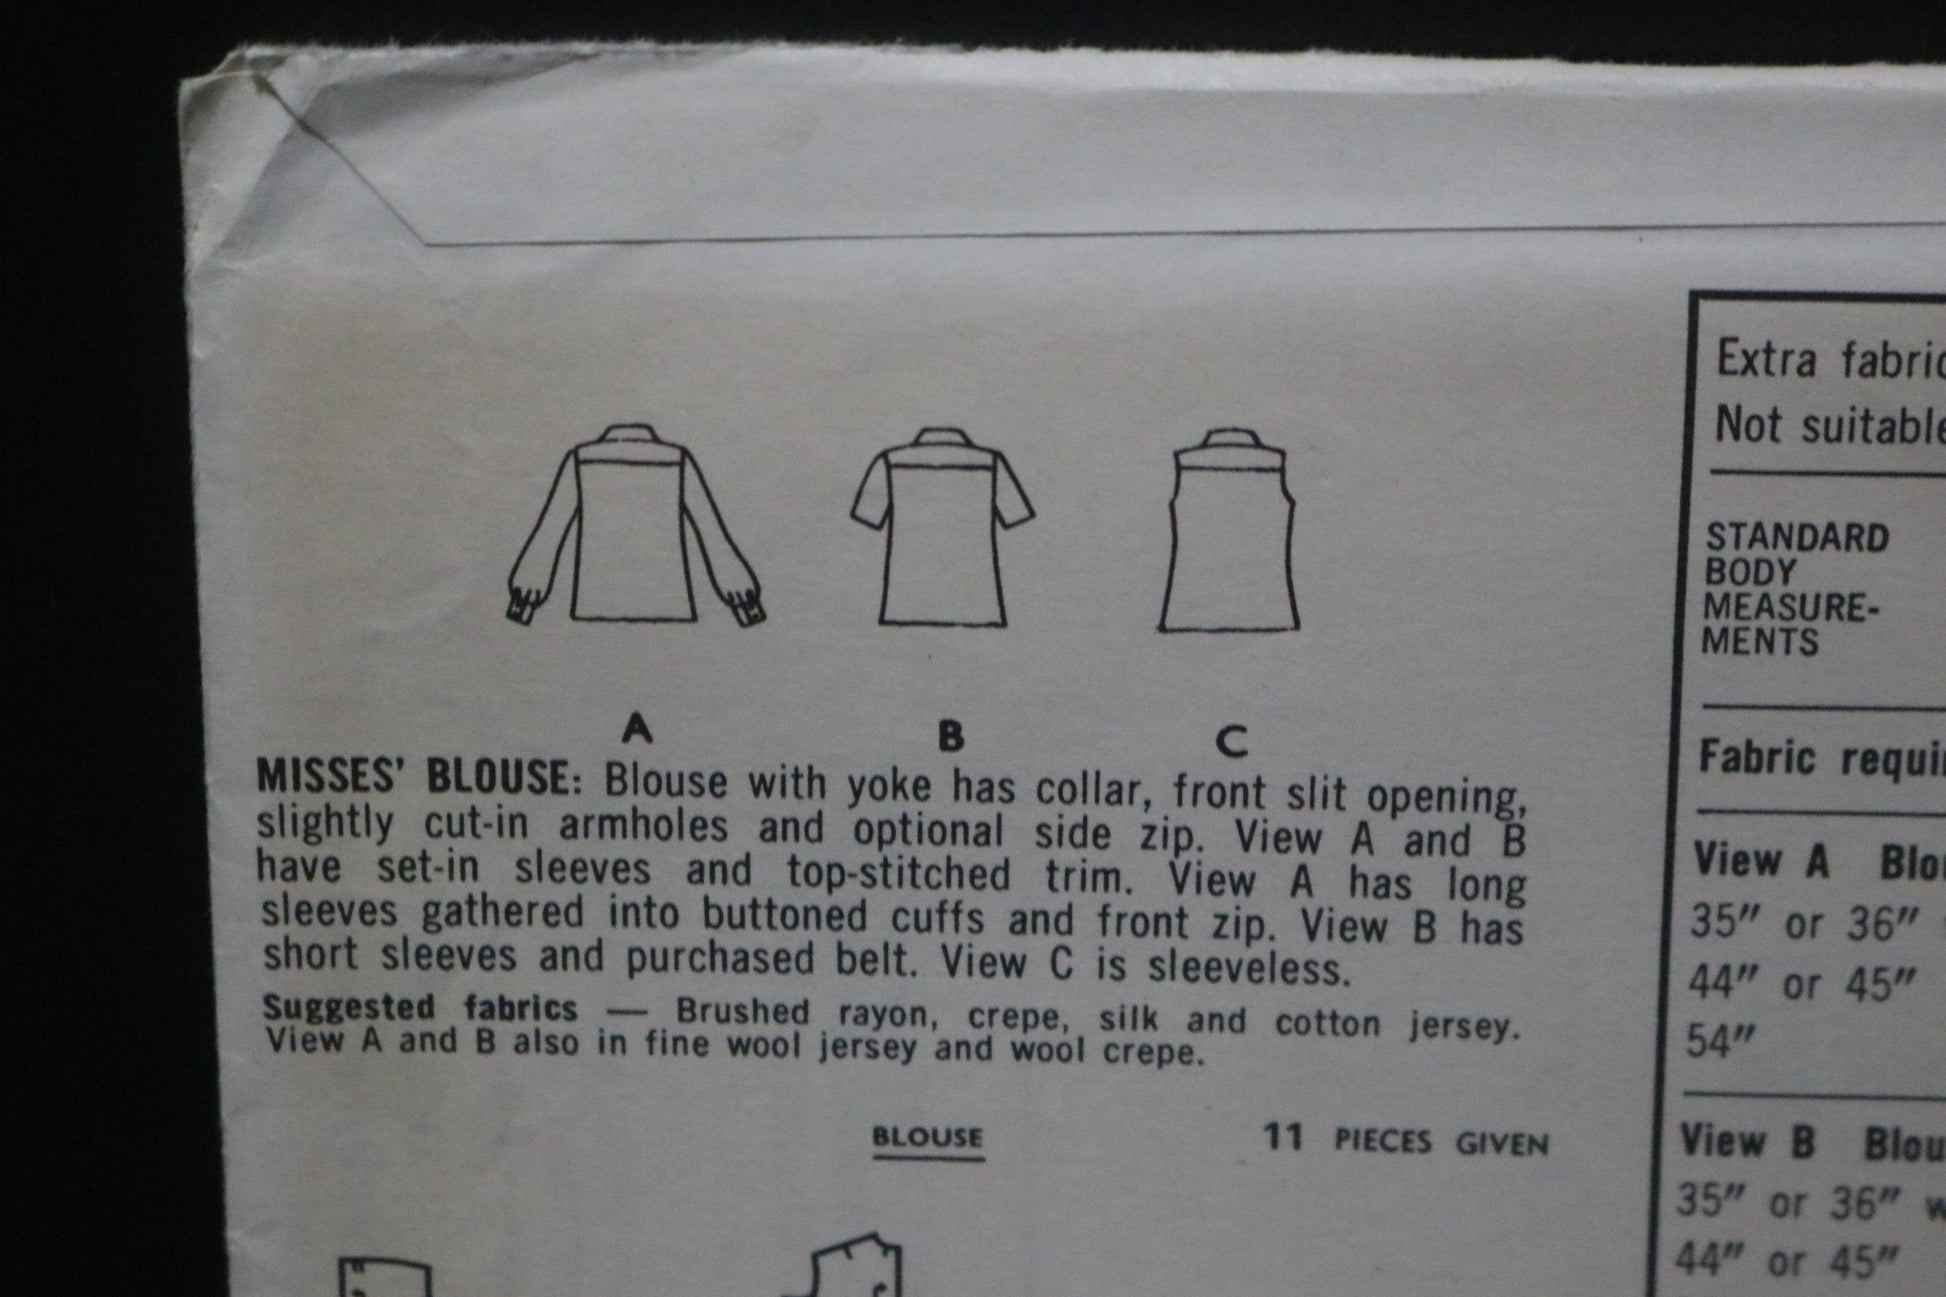 A B C
MISSES' BLOUSE: Blouse with yoke has collar, front slit opening,
slightly cut-in armholes and optional side zip. View A and B
have set-in sleeves and top-stitched trim. View A has long
sleeves gathered into buttoned cuffs and front zip. View B has
short sleeves and purchased belt. View C is sleeveless.
Suggested fabrics — Brushed rayon, crepe, silk and cotton jersey.
View A and B also in fine wool jersey and wool crepe.
BLOUSE 11 PIECES GIVEN
Extra
Not
STANDARD
BODY
MEASURE-
MENTS
Fabric
View A
35" or 36"
44" or 45"
54"
View B
35" or 36"
44" or 45"